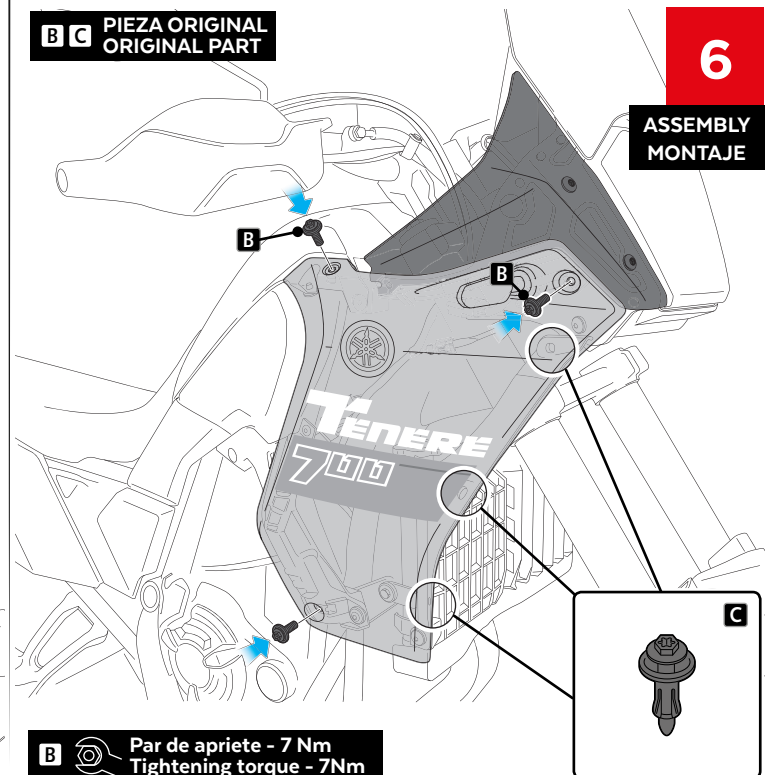 B C PIEZA ORIGINAL
ORIGINAL PART
6
ASSEMBLY
MONTAJE
B
B
TENERE
700
C
B Par de apriete - 7 Nm
Tightening torque - 7Nm